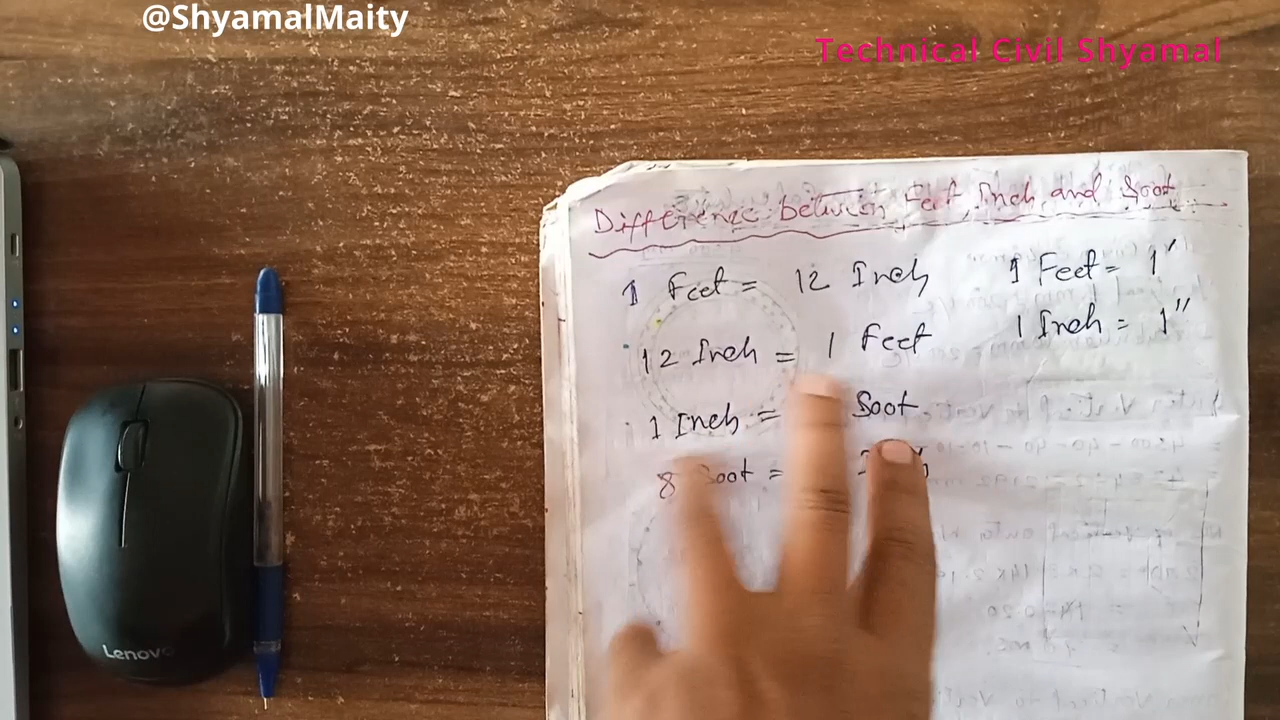 @ShyamalMaity
Technical Civil Shyamal
Difference between Feet, Inch and Soot
1 Feet = 12 Inch 1 Feet = 1'
12 Inch = 1 Feet 1 Inch = 1"
1 Inch = Soot
8 Soot =
Lenovo